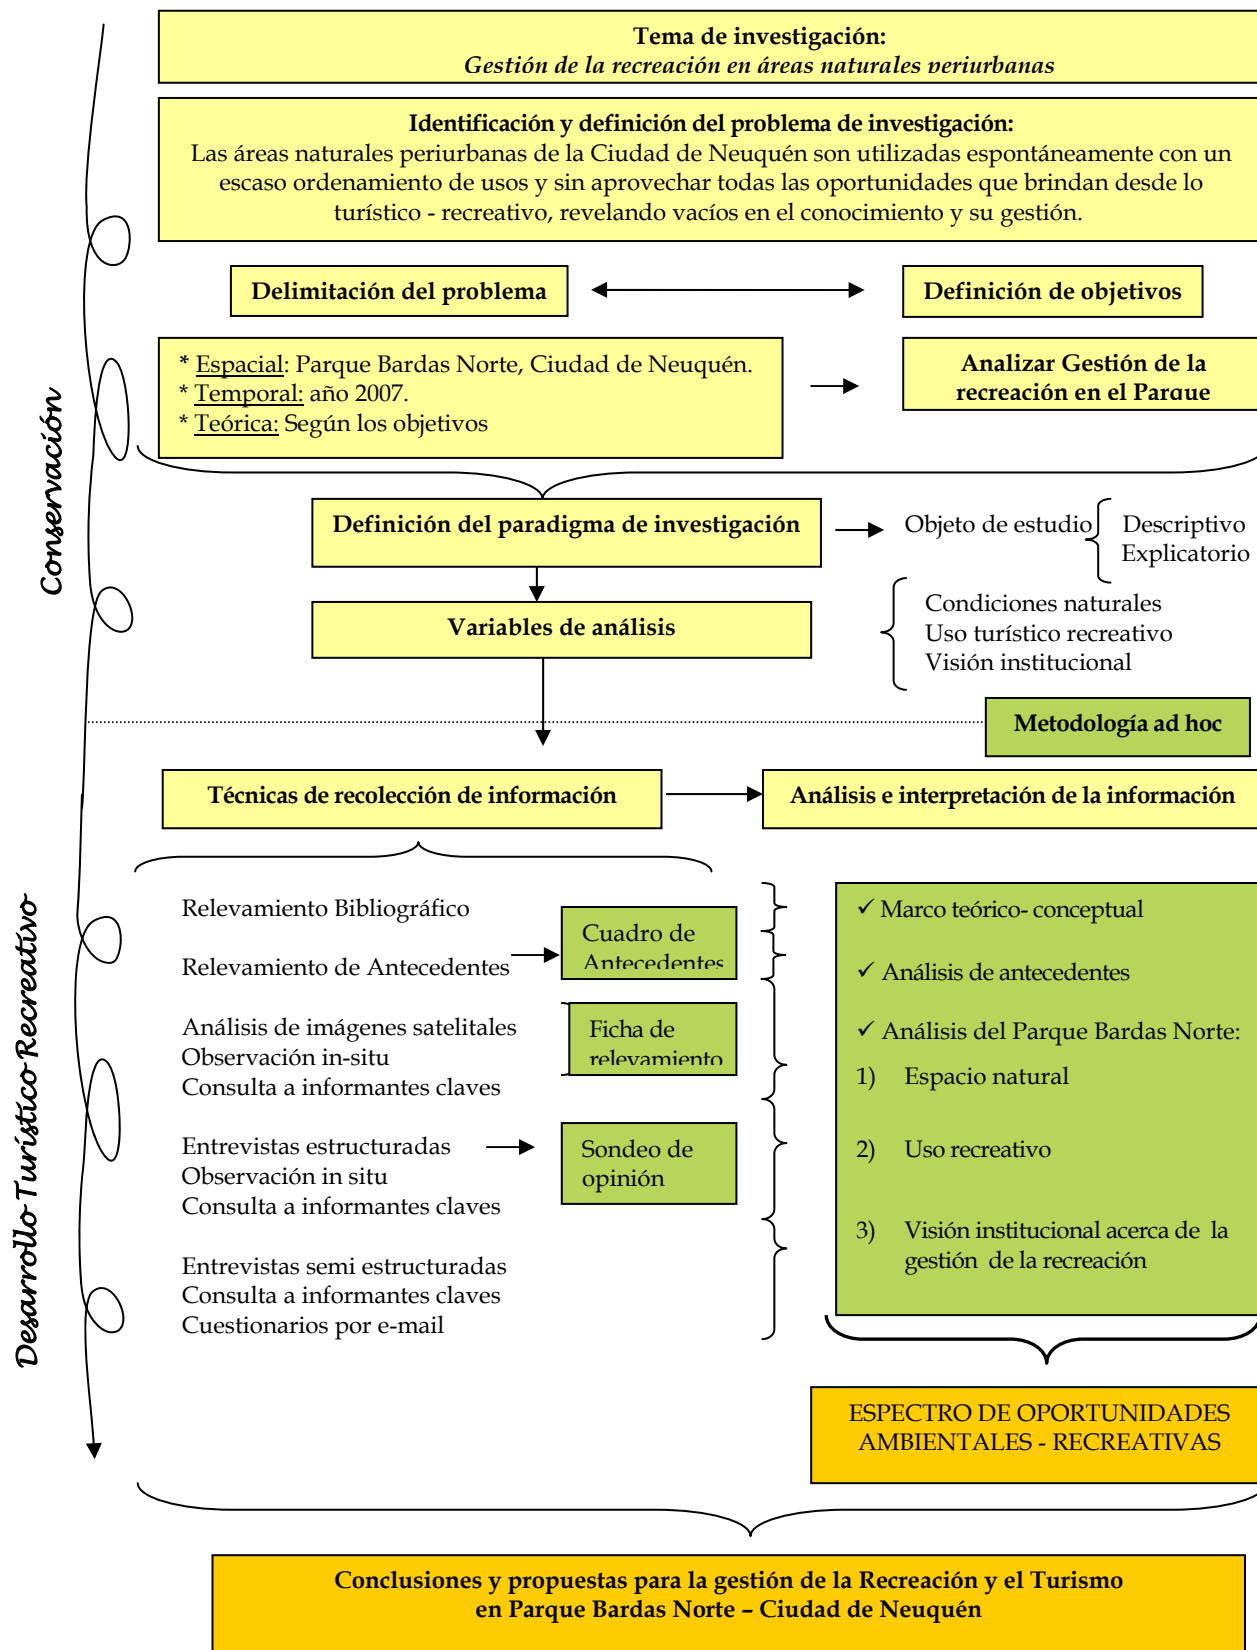 Tema de investigación:
Gestión de la recreación en áreas naturales periurbanas
Identificación y definición del problema de investigación:
Las áreas naturales periurbanas de la Ciudad de Neuquén son utilizadas espontáneamente con un
escaso ordenamiento de usos y sin aprovechar todas las oportunidades que brindan desde lo
turístico - recreativo, revelando vacíos en el conocimiento y su gestión.
Delimitación del problema
Definición de objetivos
* Espacial: Parque Bardas Norte, Ciudad de Neuquén.
* Temporal: año 2007.
* Teórica: Según los objetivos
Analizar Gestión de la
recreación en el Parque
Conservación
Definición del paradigma de investigación
Objeto de estudio
Descriptivo
Explicatorio
Variables de análisis
Condiciones naturales
Uso turístico recreativo
Visión institucional
Metodología ad hoc
Técnicas de recolección de información
Análisis e interpretación de la información
Desarrollo Turístico Recreativo
Relevamiento Bibliográfico
Relevamiento de Antecedentes
Cuadro de
Antecedentes
Análisis de imágenes satelitales
Observación in-situ
Consulta a informantes claves
Ficha de
relevamiento
Entrevistas estructuradas
Observación in situ
Consulta a informantes claves
Sondeo de
opinión
Entrevistas semi estructuradas
Consulta a informantes claves
Cuestionarios por e-mail
✓ Marco teórico- conceptual
✓ Análisis de antecedentes
✓ Análisis del Parque Bardas Norte:
1) Espacio natural
2) Uso recreativo
3) Visión institucional acerca de la
gestión de la recreación
ESPECTRO DE OPORTUNIDADES
AMBIENTALES - RECREATIVAS
Conclusiones y propuestas para la gestión de la Recreación y el Turismo
en Parque Bardas Norte – Ciudad de Neuquén